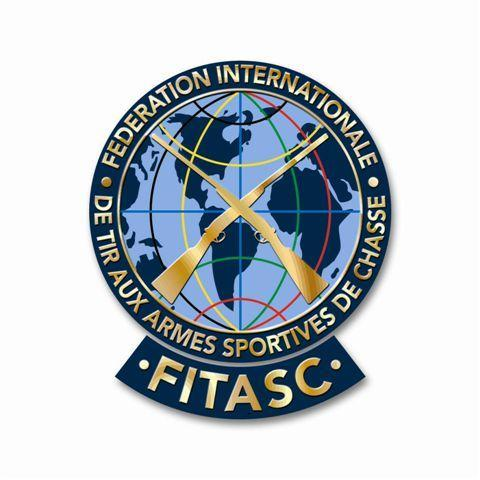 FEDERATION INTERNATIONALE
DE TIR AUX ARMES SPORTIVES DE CHASSE
FITASC